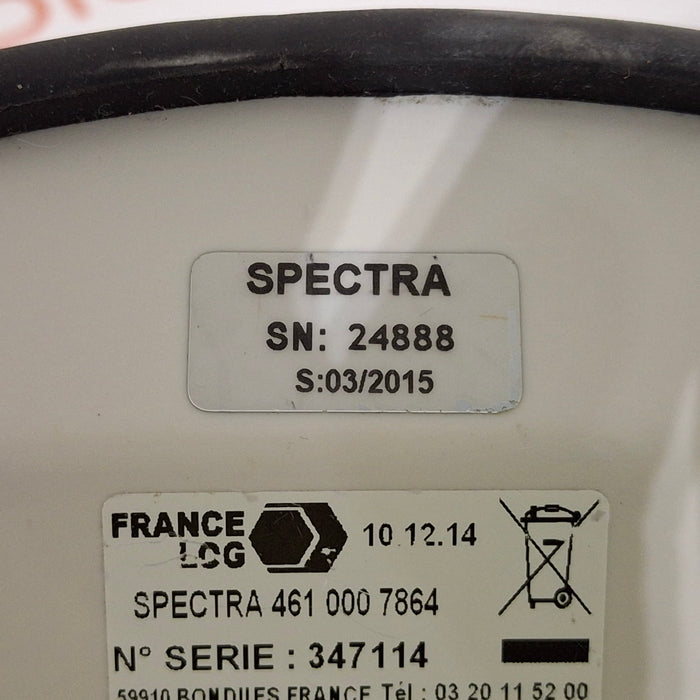 SPECTRA
SN: 24888
S:03/2015
FRANCE
LCG
10.12.14
SPECTRA 461 000 7864
N° SERIE : 347114
59910 BONDUES FRANCE Tél : 03 20 11 52 00